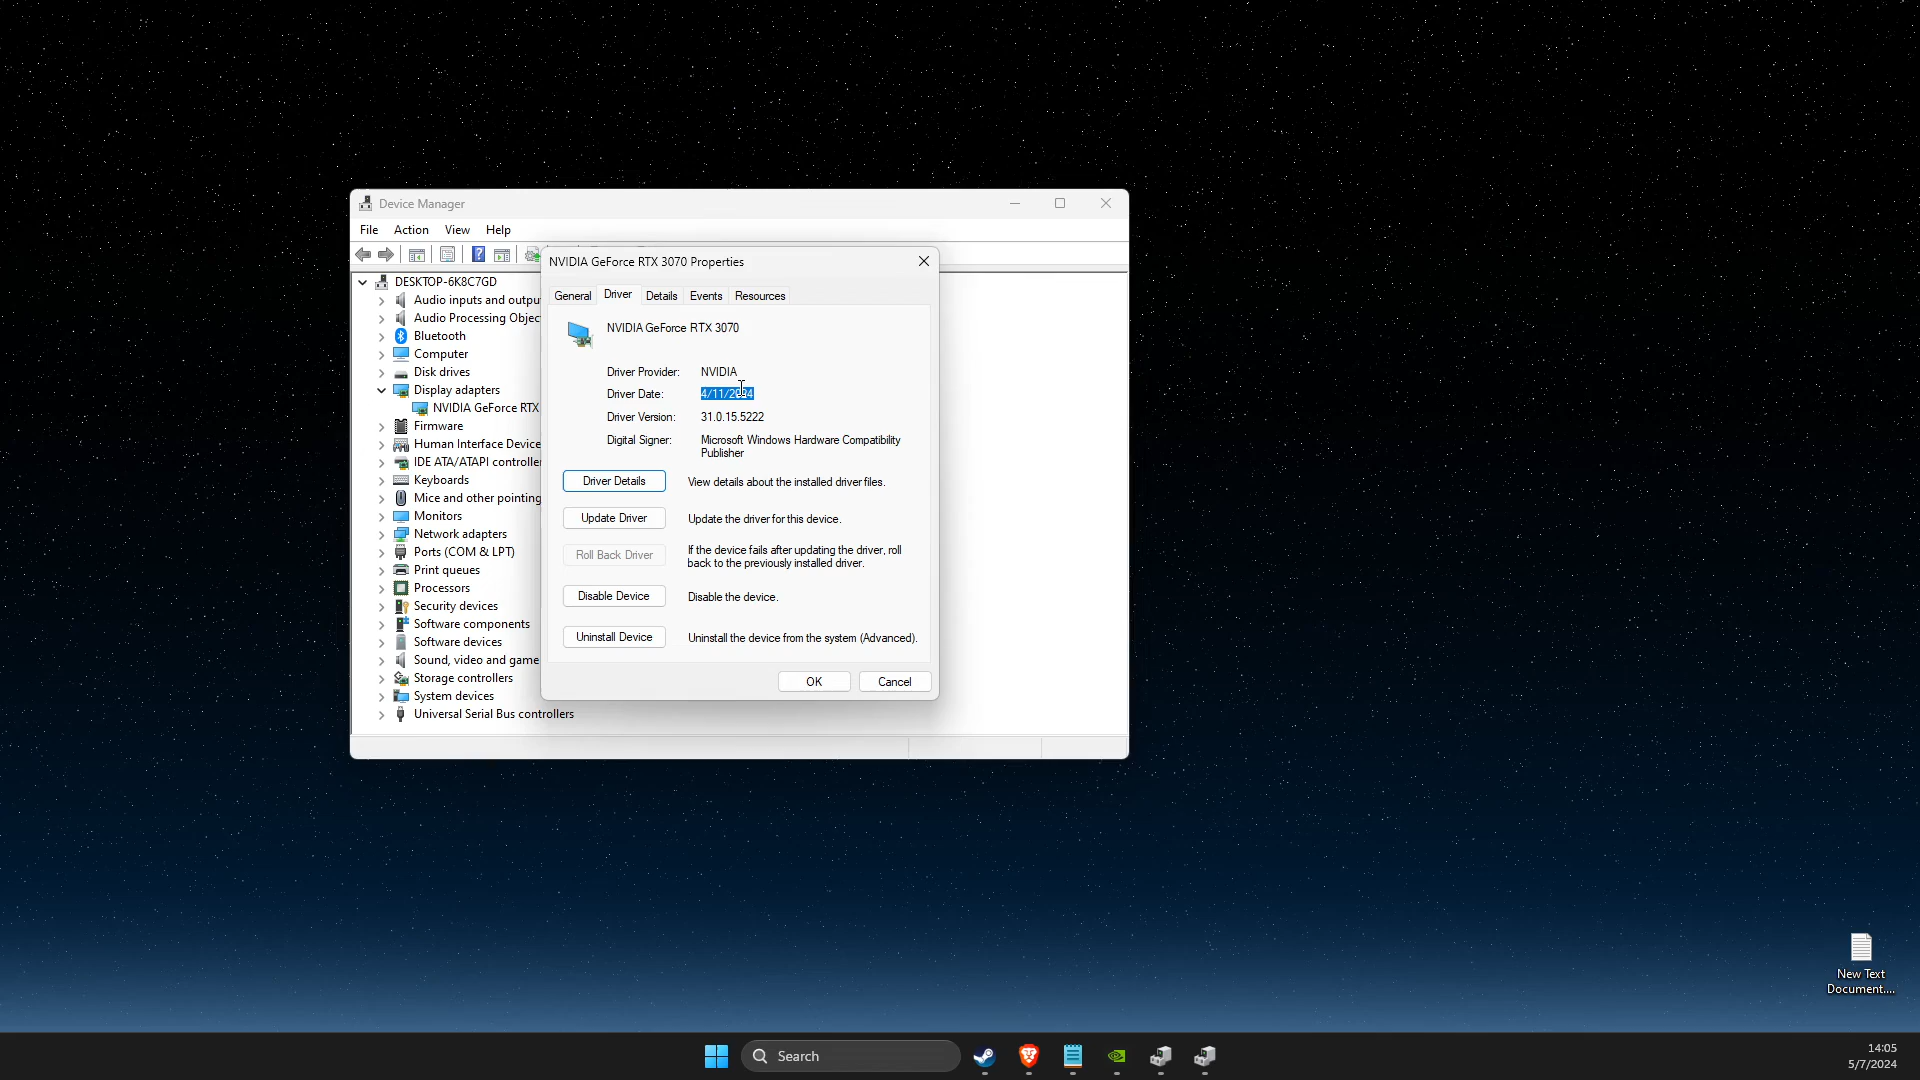 Device Manager
File Action View Help
NVIDIA GeForce RTX 3070 Properties
General Driver Details Events Resources
NVIDIA GeForce RTX 3070
Driver Provider: NVIDIA
Driver Date: 4/11/2024
Driver Version: 31.0.15.5222
Digital Signer: Microsoft Windows Hardware Compatibility
Publisher
Driver Details View details about the installed driver files.
Update Driver Update the driver for this device.
Roll Back Driver If the device fails after updating the driver, roll
back to the previously installed driver.
Disable Device Disable the device.
Uninstall Device Uninstall the device from the system (Advanced).
OK Cancel
DESKTOP-6K8C7GD
Audio inputs and outpu
Audio Processing Objec
Bluetooth
Computer
Disk drives
Display adapters
NVIDIA GeForce RTX
Firmware
Human Interface Device
IDE ATA/ATAPI controlle
Keyboards
Mice and other pointing
Monitors
Network adapters
Ports (COM & LPT)
Print queues
Processors
Security devices
Software components
Software devices
Sound, video and game
Storage controllers
System devices
Universal Serial Bus controllers
New Text
Document....
Search
14:05
5/7/2024